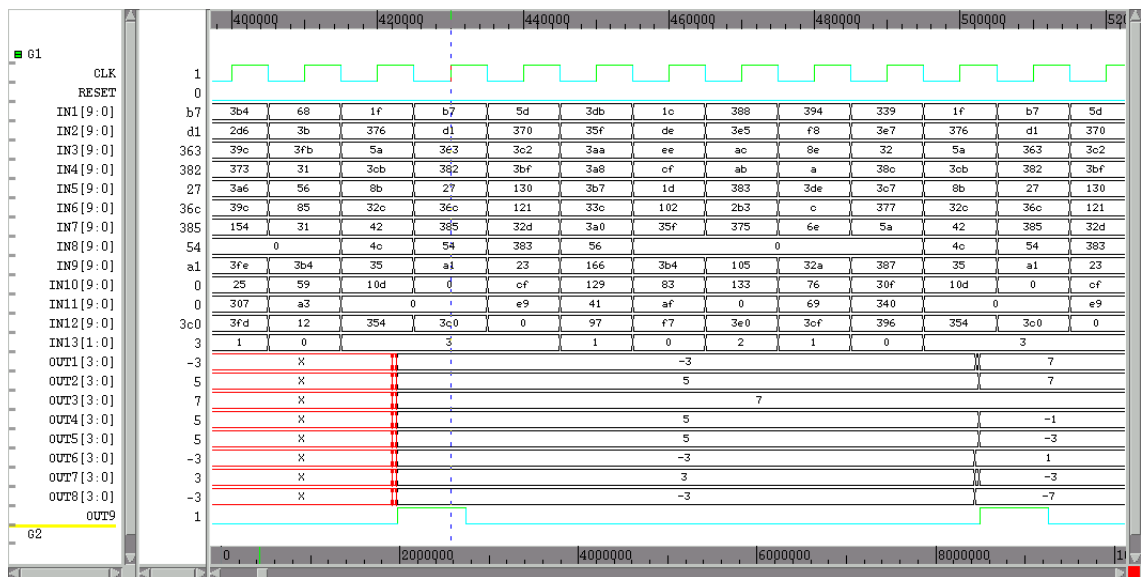 400000 420000 440000 460000 480000 500000 520
G1
CLK 1
RESET 0
IN1[9:0] b7 3b4 68 1f b7 5d 3db 1c 388 394 339 1f b7 5d
IN2[9:0] d1 2d6 3b 376 d1 370 35f de 3e5 f8 3e7 376 d1 370
IN3[9:0] 363 39c 3fb 5a 363 3c2 3aa ee ac 8e 32 5a 363 3c2
IN4[9:0] 382 373 31 3cb 382 3bf 3a8 cf ab a 38c 3cb 382 3bf
IN5[9:0] 27 3a6 56 8b 27 130 3b7 1d 383 3de 3c7 8b 27 130
IN6[9:0] 36c 39c 85 32c 36c 121 33c 102 2b3 c 377 32c 36c 121
IN7[9:0] 385 154 31 42 385 32d 3a0 35f 375 6e 5a 42 385 32d
IN8[9:0] 54 0 4c 54 383 56 0 4c 54 383
IN9[9:0] a1 3fe 3b4 35 a1 23 166 3b4 105 32a 387 35 a1 23
IN10[9:0] 0 25 59 10d 0 cf 129 83 133 76 30f 10d 0 cf
IN11[9:0] 0 307 a3 0 e9 41 af 0 69 340 0 e9
IN12[9:0] 3c0 3fd 12 354 3c0 0 97 f7 3e0 3cf 396 354 3c0 0
IN13[1:0] 3 1 0 3 1 0 2 1 0 3
OUT1[3:0] -3 X -3 7
OUT2[3:0] 5 X 5 7
OUT3[3:0] 7 X 7
OUT4[3:0] 5 X 5 -1
OUT5[3:0] 5 X 5 -3
OUT6[3:0] -3 X -3 1
OUT7[3:0] 3 X 3 -3
OUT8[3:0] -3 X -3 -7
OUT9 1
G2
0 2000000 4000000 6000000 8000000 1